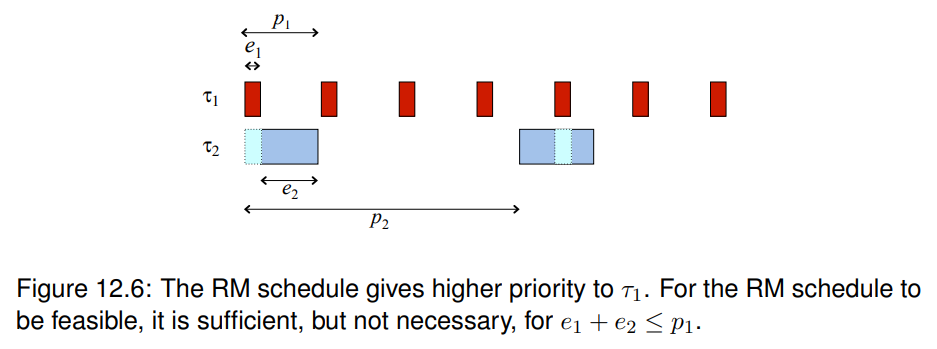 p₁
e₁
τ₁
τ₂
e₂
p₂
Figure 12.6: The RM schedule gives higher priority to τ₁. For the RM schedule to
be feasible, it is sufficient, but not necessary, for e₁ + e₂ ≤ p₁.